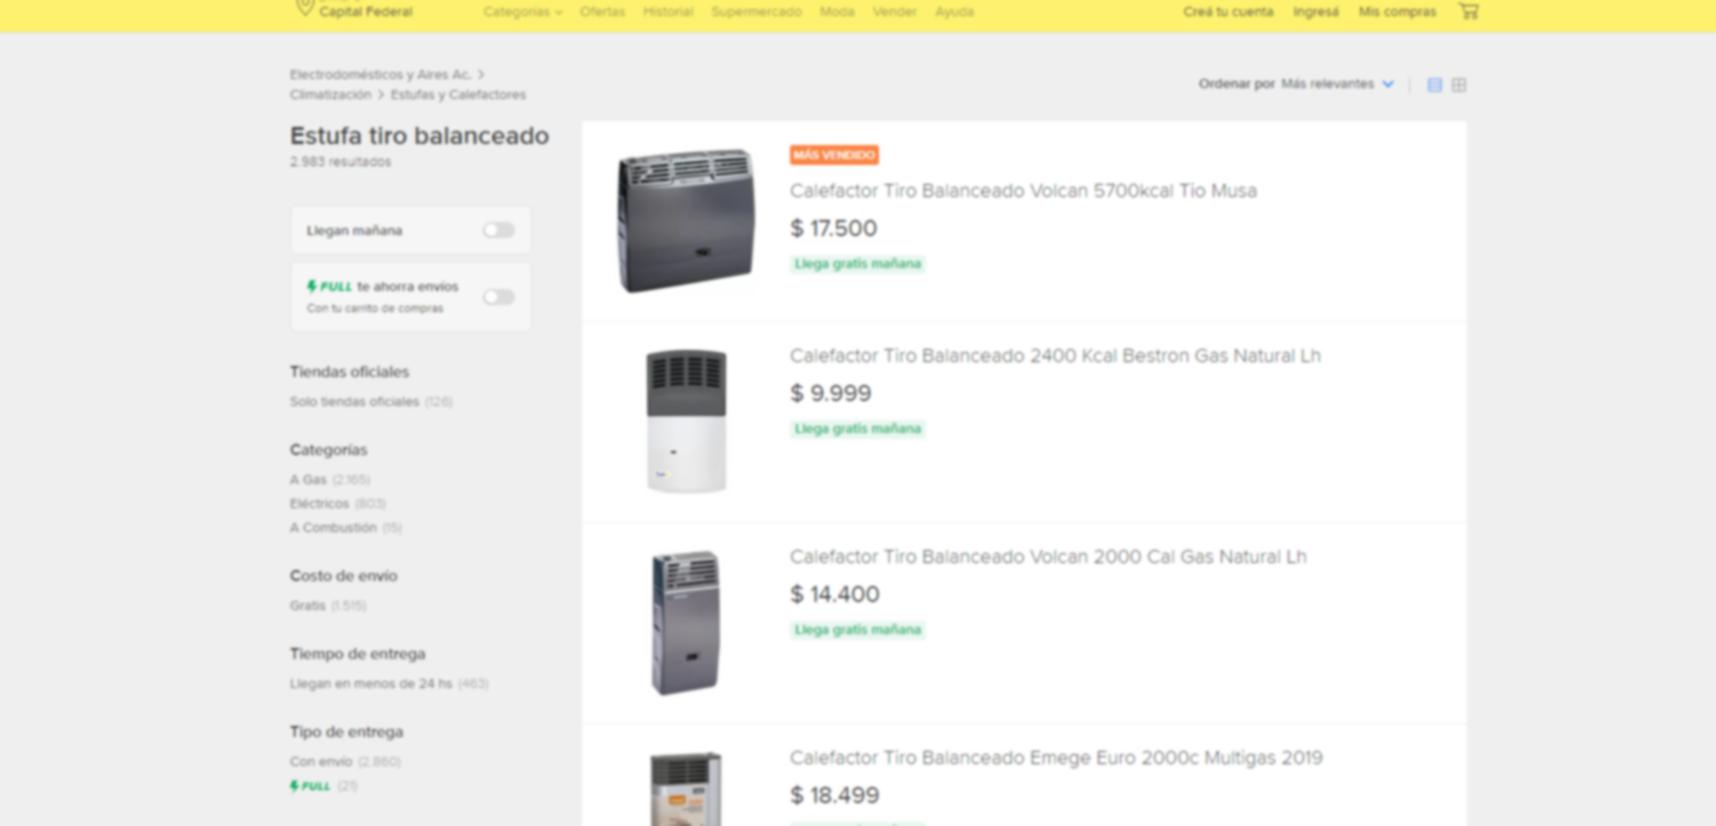 Capital Federal
Categorías
Ofertas
Historial
Supermercado
Moda
Vender
Ayuda
Creá tu cuenta
Ingresá
Mis compras
Electrodomésticos y Aires Ac. >
Climatización > Estufas y Calefactores
Ordenar por Más relevantes
Estufa tiro balanceado
2.983 resultados
Llegan mañana
FULL te ahorra envíos
Con tu carrito de compras
Tiendas oficiales
Solo tiendas oficiales (126)
Categorías
A Gas (2.165)
Eléctricos (803)
A Combustión (15)
Costo de envío
Gratis (1.515)
Tiempo de entrega
Llegan en menos de 24 hs (463)
Tipo de entrega
Con envío (2.860)
FULL (21)
MÁS VENDIDO
Calefactor Tiro Balanceado Volcan 5700kcal Tio Musa
$ 17.500
Llega gratis mañana
Calefactor Tiro Balanceado 2400 Kcal Bestron Gas Natural Lh
$ 9.999
Llega gratis mañana
Calefactor Tiro Balanceado Volcan 2000 Cal Gas Natural Lh
$ 14.400
Llega gratis mañana
Calefactor Tiro Balanceado Emege Euro 2000c Multigas 2019
$ 18.499